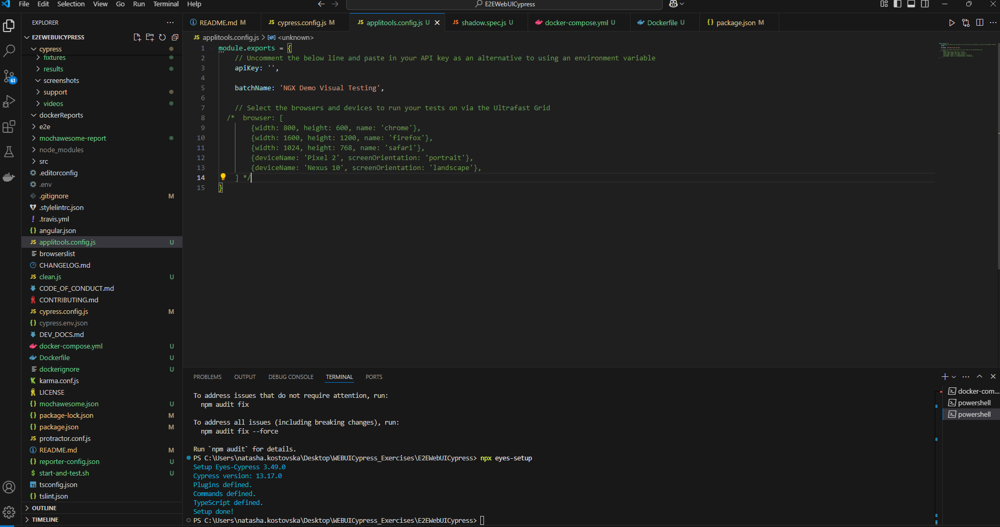 File Edit Selection View Go Run Terminal Help
E2EWebUICypress
EXPLORER
E2EWEBUICYPRESS
cypress
fixtures
results
screenshots
support
videos
dockerReports
e2e
mochawesome-report
node_modules
src
.editorconfig
.env
.gitignore M
.stylelintrc.json
.travis.yml
angular.json
applitools.config.js U
browserslist
CHANGELOG.md
clean.js U
CODE_OF_CONDUCT.md
CONTRIBUTING.md
cypress.config.js M
cypress.env.json
DEV_DOCS.md
docker-compose.yml U
Dockerfile U
dockerignore U
karma.conf.js
LICENSE
mochawesome.json U
package-lock.json M
package.json M
protractor.conf.js
README.md M
reporter-config.json U
start-and-test.sh U
tsconfig.json
tslint.json
OUTLINE
TIMELINE
61
README.md M
cypress.config.js M
applitools.config.js U
shadow.spec.js U
docker-compose.yml U
Dockerfile U
package.json M
applitools.config.js > <unknown>
1 module.exports = {
2 // Uncomment the below line and paste in your API key as an alternative to using an environment variable
3 apiKey: '',
4
5 batchName: 'NGX Demo Visual Testing',
6
7 // Select the browsers and devices to run your tests on via the Ultrafast Grid
8 /* browser: [
9 {width: 800, height: 600, name: 'chrome'},
10 {width: 1600, height: 1200, name: 'firefox'},
11 {width: 1024, height: 768, name: 'safari'},
12 {deviceName: 'Pixel 2', screenOrientation: 'portrait'},
13 {deviceName: 'Nexus 10', screenOrientation: 'landscape'},
14 ] */
15 }
PROBLEMS OUTPUT DEBUG CONSOLE TERMINAL PORTS
To address issues that do not require attention, run:
npm audit fix
To address all issues (including breaking changes), run:
npm audit fix --force
Run `npm audit` for details.
PS C:\Users\natasha.kostovska\Desktop\WEBUICypress_Exercises\E2EWebUICypress> npx eyes-setup
Setup Eyes-Cypress 3.49.0
Cypress version: 13.17.0
Plugins defined.
Commands defined.
TypeScript defined.
Setup done!
PS C:\Users\natasha.kostovska\Desktop\WEBUICypress_Exercises\E2EWebUICypress>
docker-com...
powershell
powershell